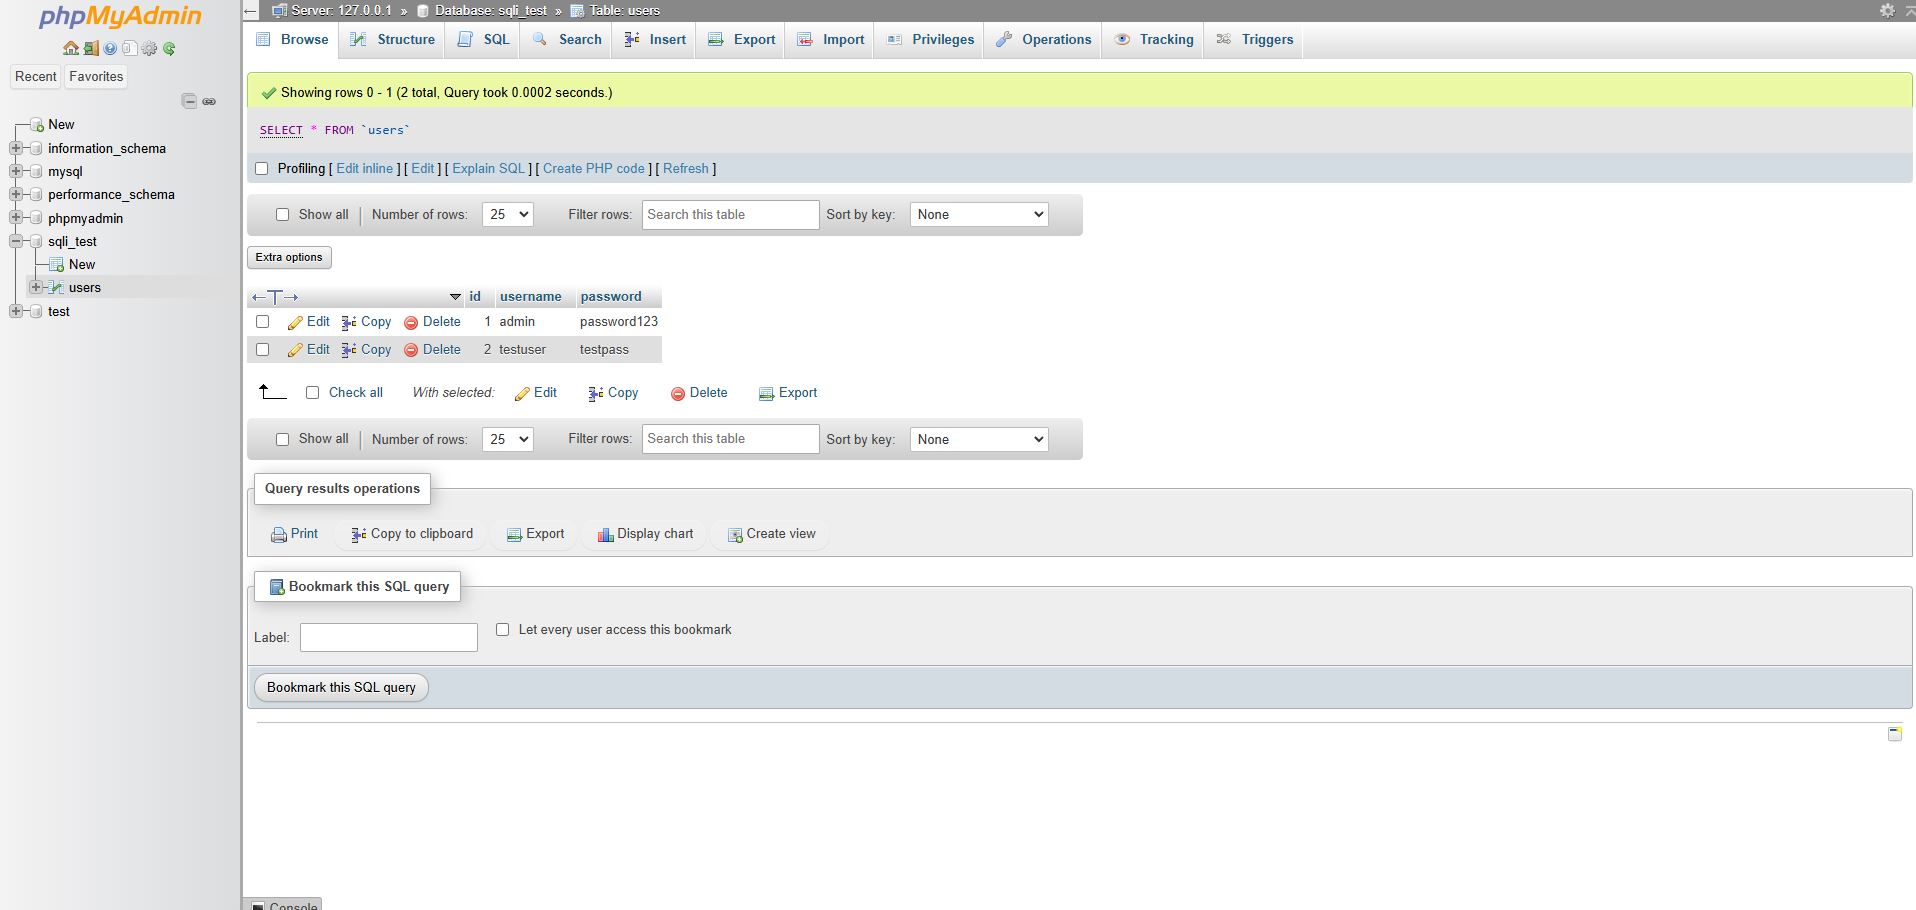 phpMyAdmin
Recent Favorites
New
information_schema
mysql
performance_schema
phpmyadmin
sqli_test
New
users
test
Server: 127.0.0.1 » Database: sqli_test » Table: users
Browse Structure SQL Search Insert Export Import Privileges Operations Tracking Triggers
Showing rows 0 - 1 (2 total, Query took 0.0002 seconds.)
SELECT * FROM `users`
Profiling [ Edit inline ] [ Edit ] [ Explain SQL ] [ Create PHP code ] [ Refresh ]
Show all Number of rows: 25 Filter rows: Search this table Sort by key: None
Extra options
id username password
Edit Copy Delete 1 admin password123
Edit Copy Delete 2 testuser testpass
Check all With selected: Edit Copy Delete Export
Show all Number of rows: 25 Filter rows: Search this table Sort by key: None
Query results operations
Print Copy to clipboard Export Display chart Create view
Bookmark this SQL query
Label: Let every user access this bookmark
Bookmark this SQL query
Console